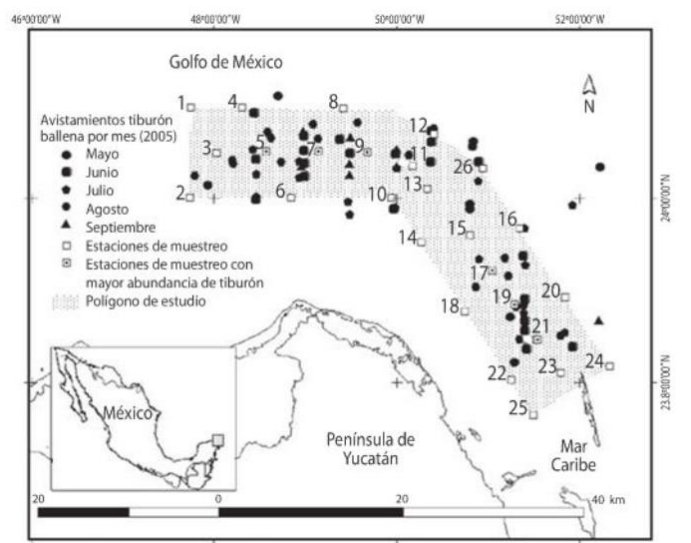 46°00'00"W 48°00'00"W 50°00'00"W 52°00'00"W
Golfo de México
N
Avistamientos tiburón
ballena por mes (2005)
Mayo
Junio
Julio
Agosto
Septiembre
Estaciones de muestreo
Estaciones de muestreo con
mayor abundancia de tiburón
Polígono de estudio
1 4 8
12
3 5 7 9 11 26
2 6 10 13
14 15 16
17
18 19 20
21
22 23 24
25
24°00'00"N
23.8°00'00"N
México
Península de
Yucatán
Mar
Caribe
20 0 20 40 km